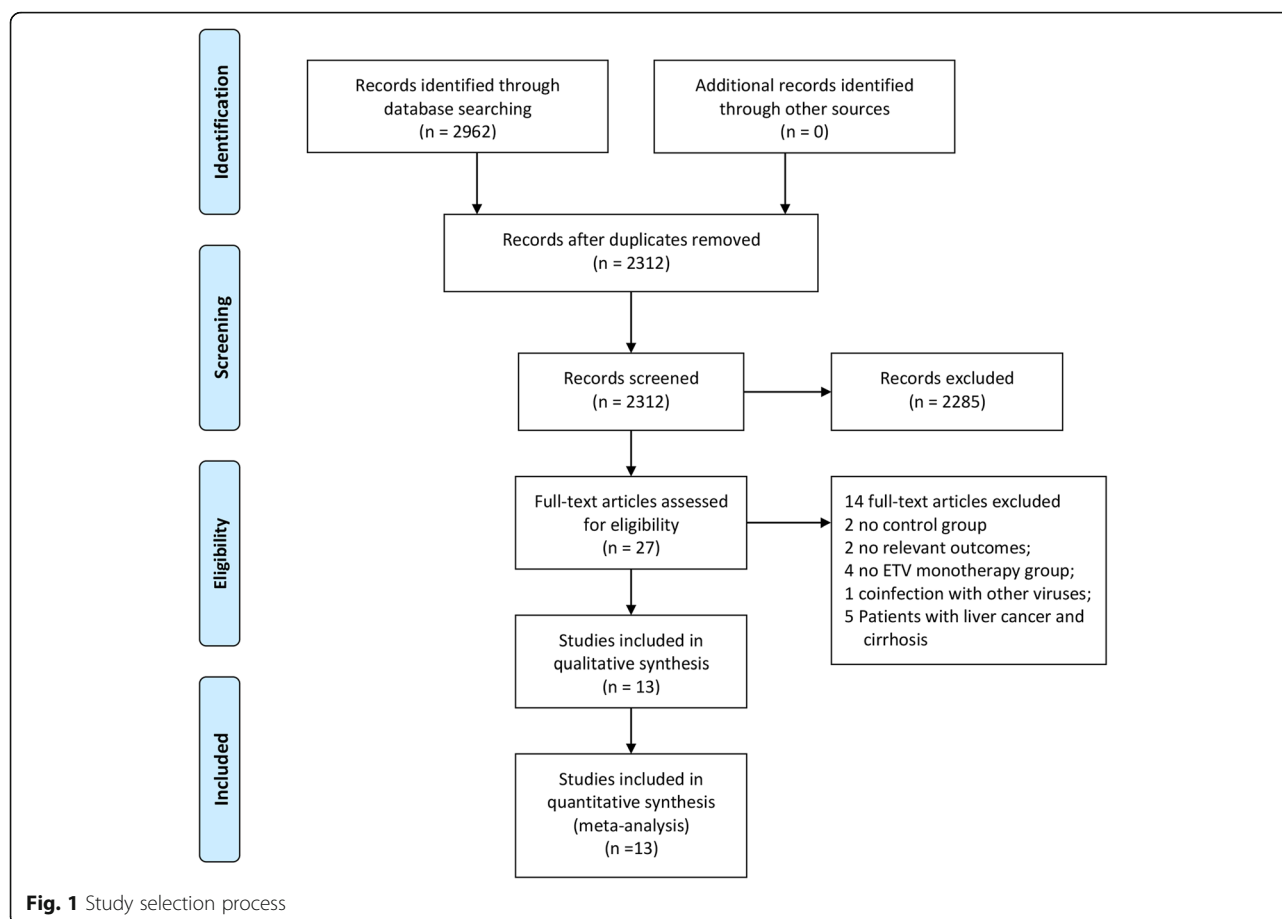 Identification
Records identified through
database searching
(n = 2962)
Additional records identified
through other sources
(n = 0)
Records after duplicates removed
(n = 2312)
Screening
Records screened
(n = 2312)
Records excluded
(n = 2285)
Eligibility
Full-text articles assessed
for eligibility
(n = 27)
14 full-text articles excluded
2 no control group
2 no relevant outcomes;
4 no ETV monotherapy group;
1 coinfection with other viruses;
5 Patients with liver cancer and
cirrhosis
Studies included in
qualitative synthesis
(n = 13)
Included
Studies included in
quantitative synthesis
(meta-analysis)
(n =13)
Fig. 1 Study selection process